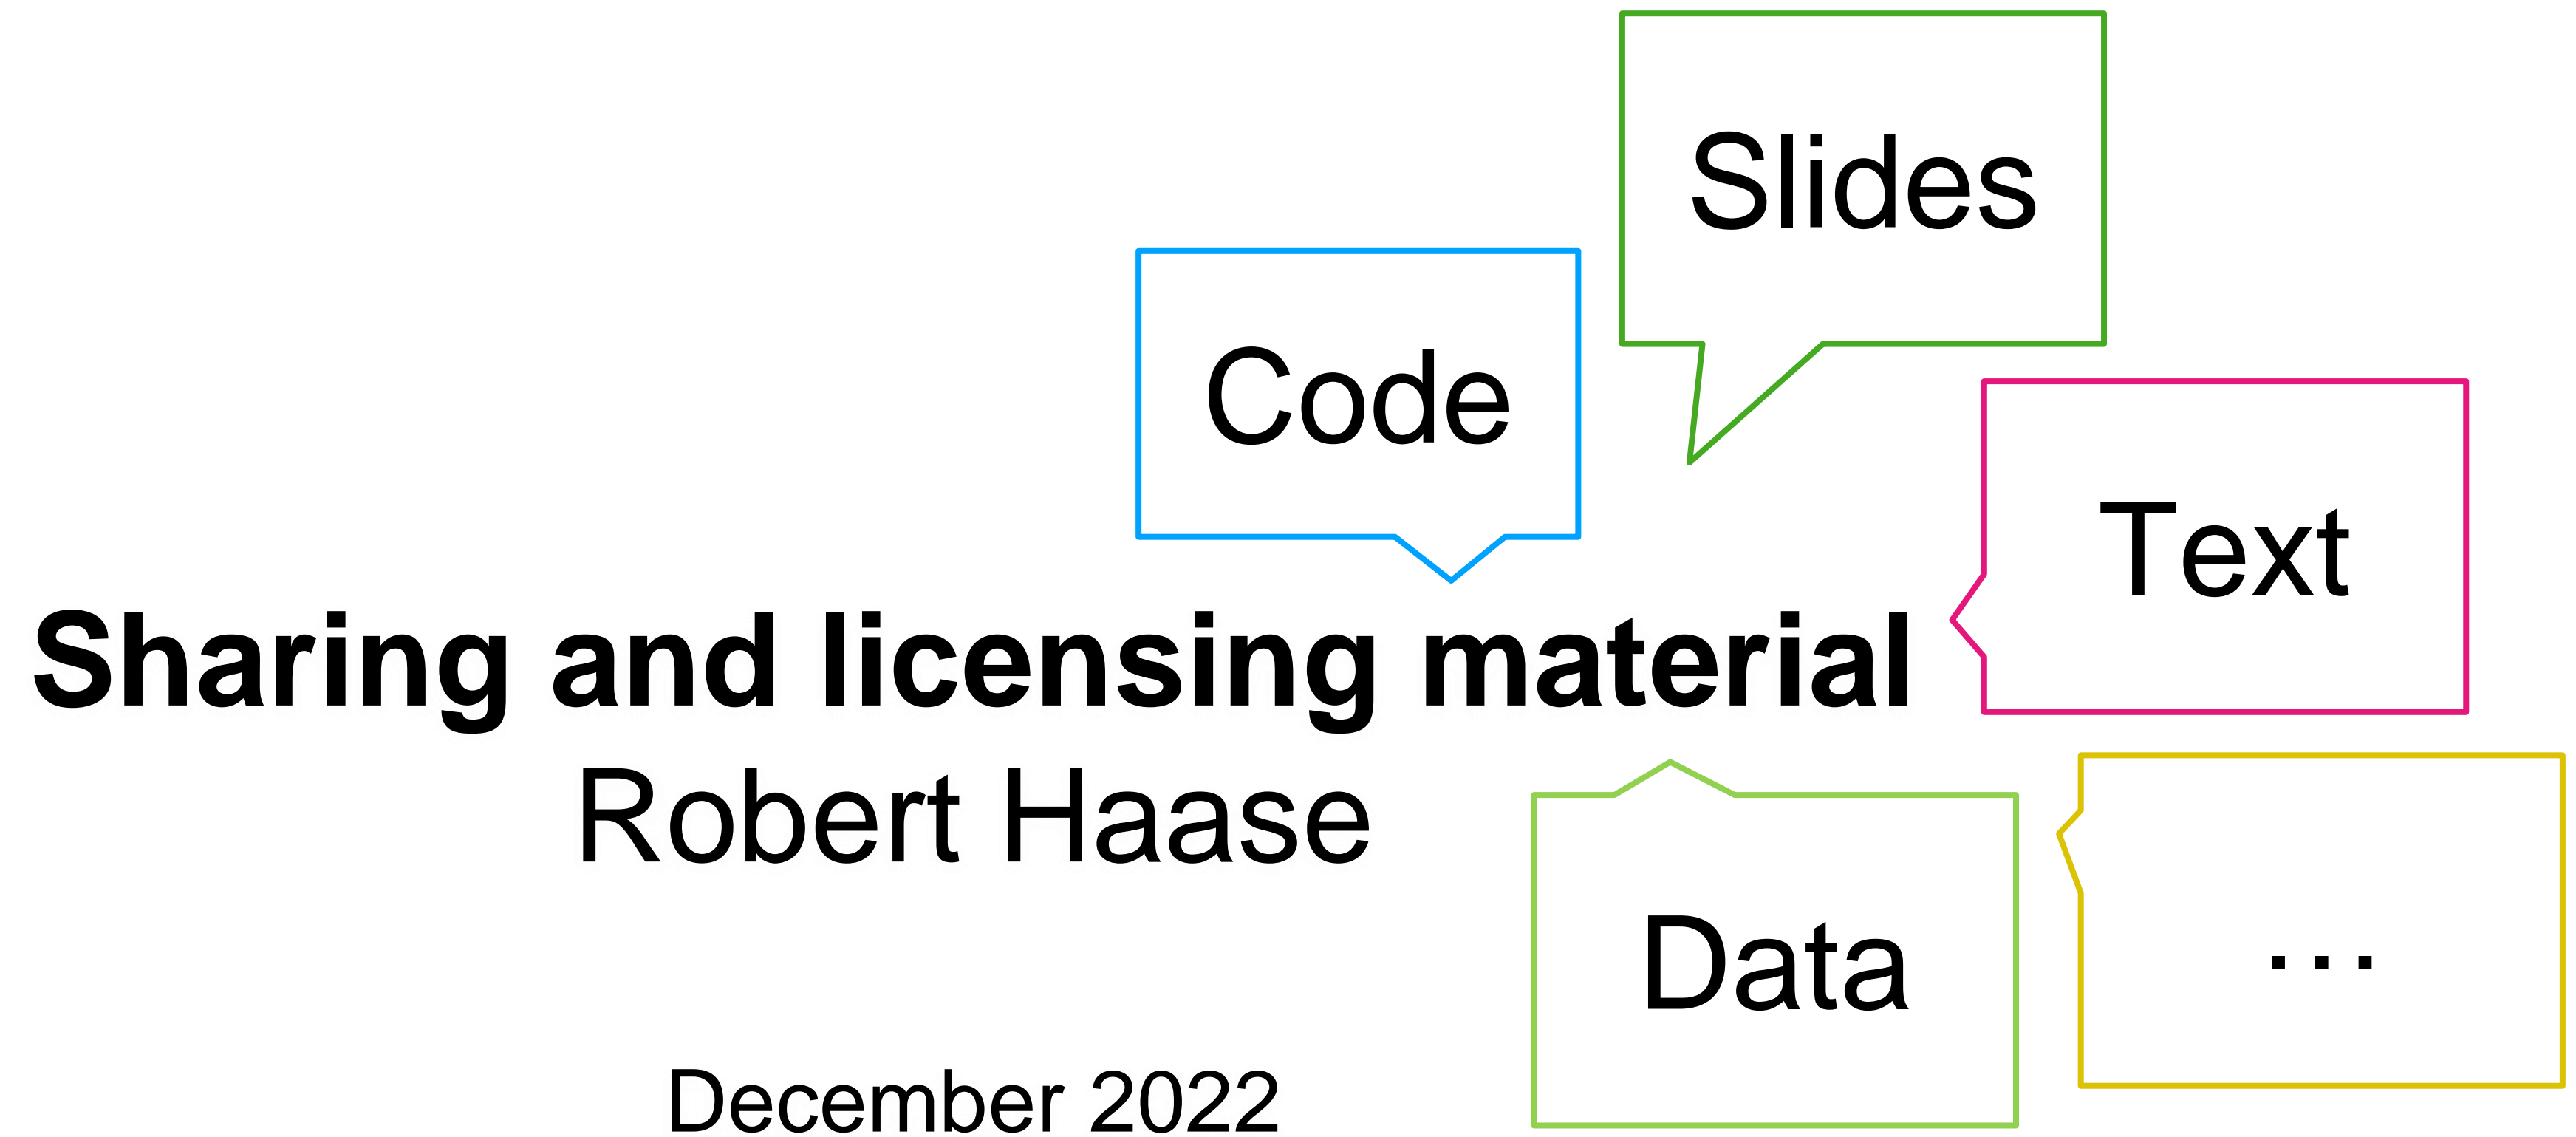 Slides
Code
Text
Sharing and licensing material
Robert Haase
Data
...
December 2022